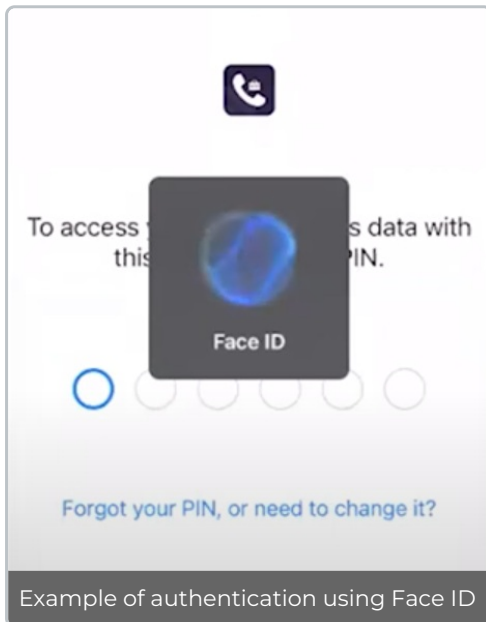 To access s data with
this PIN.
Face ID
Forgot your PIN, or need to change it?
Example of authentication using Face ID